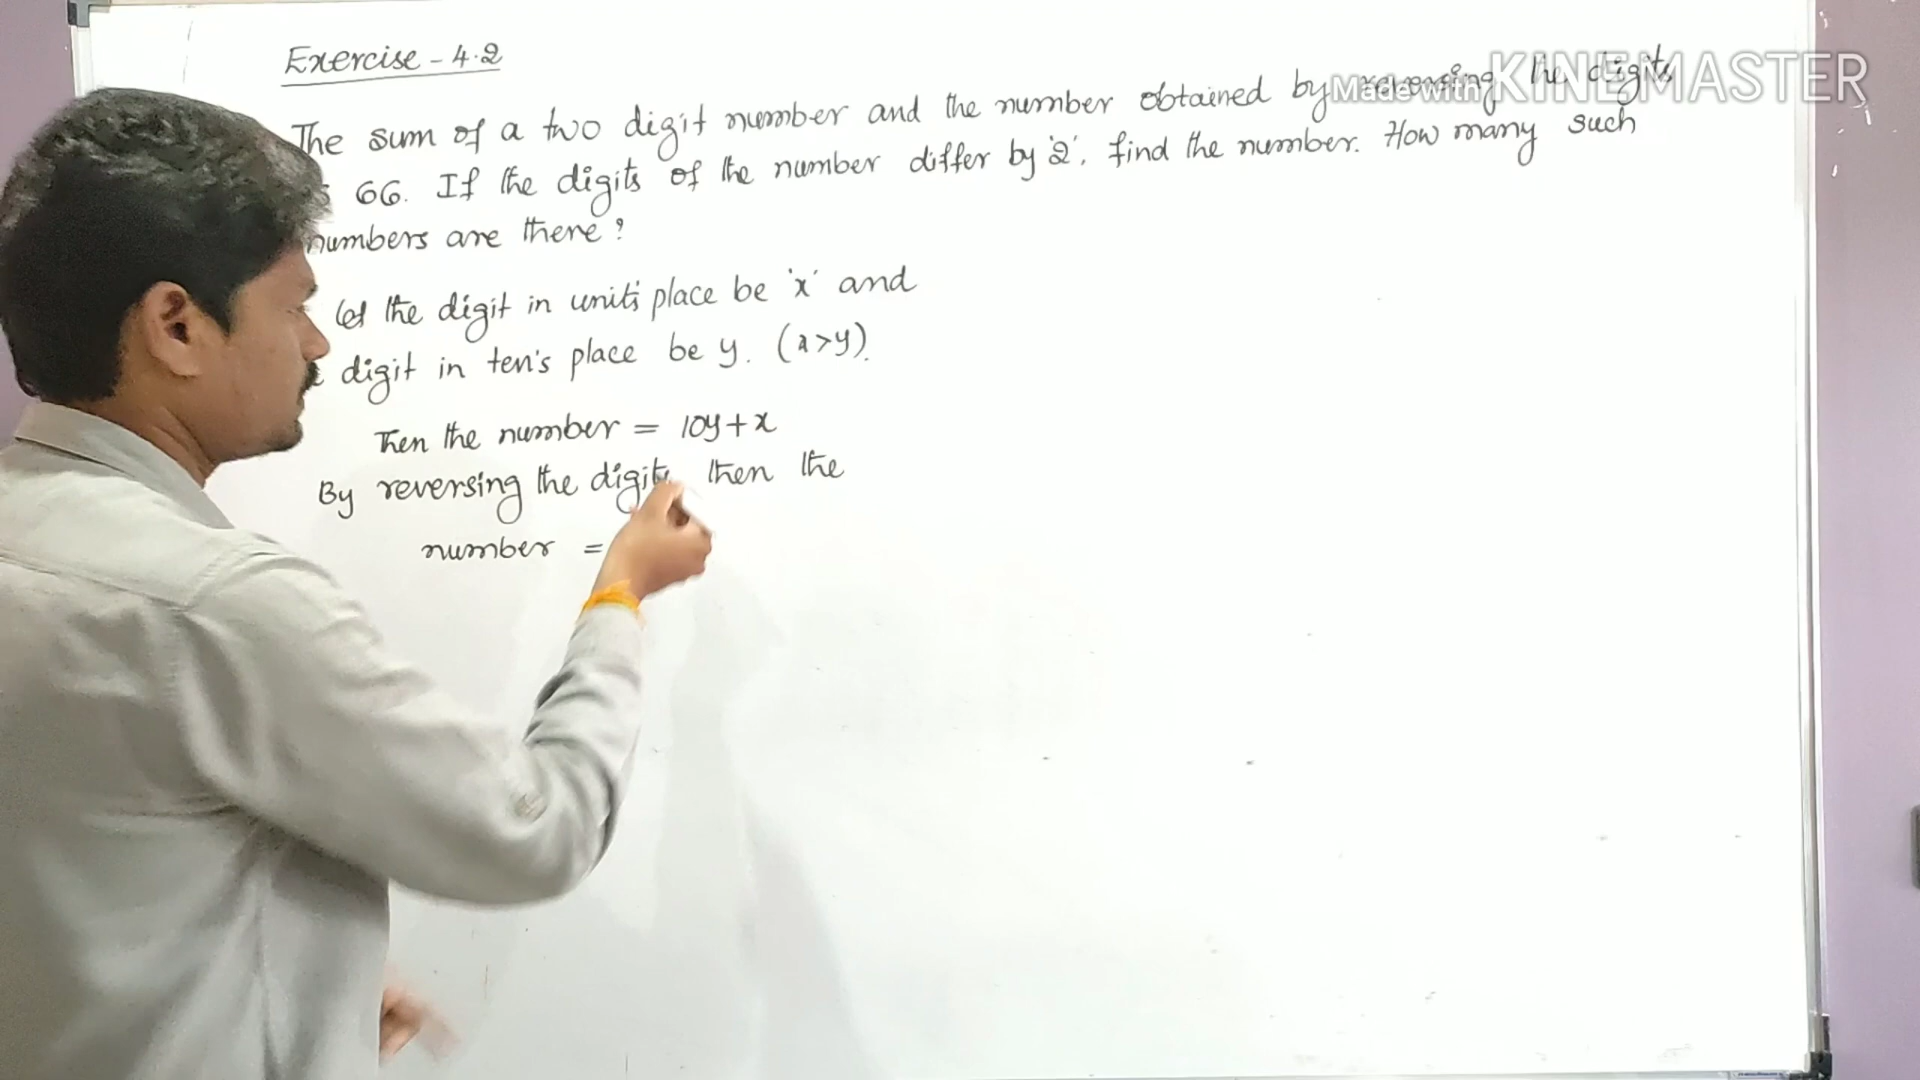 Exercise - 4.2
Made with KINEMASTER
The sum of a two digit number and the number obtained by reversing the digits
66. If the digits of the number differ by '2', find the number. How many such
numbers are there?
let the digit in unit's place be 'x' and
digit in ten's place be y. (x>y).
Then the number = 10y+x
By reversing the digits then the
number =